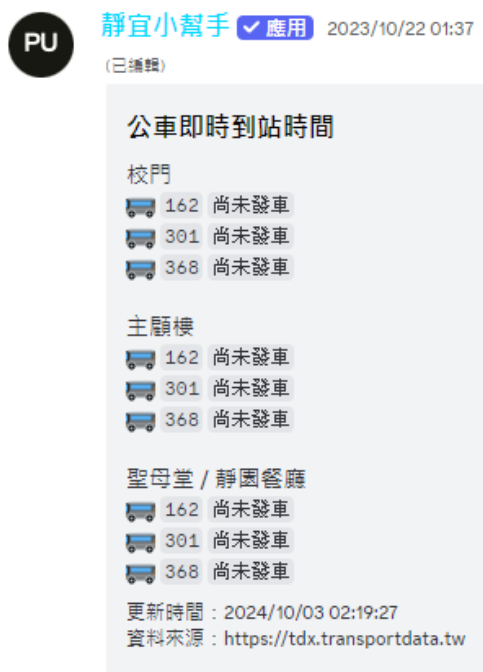 PU
靜宜小幫手 ✓ 應用 2023/10/22 01:37
(已編輯)
公車即時到站時間
校門
162 尚未發車
301 尚未發車
368 尚未發車
主顧樓
162 尚未發車
301 尚未發車
368 尚未發車
聖母堂 / 靜園餐廳
162 尚未發車
301 尚未發車
368 尚未發車
更新時間：2024/10/03 02:19:27
資料來源：https://tdx.transportdata.tw